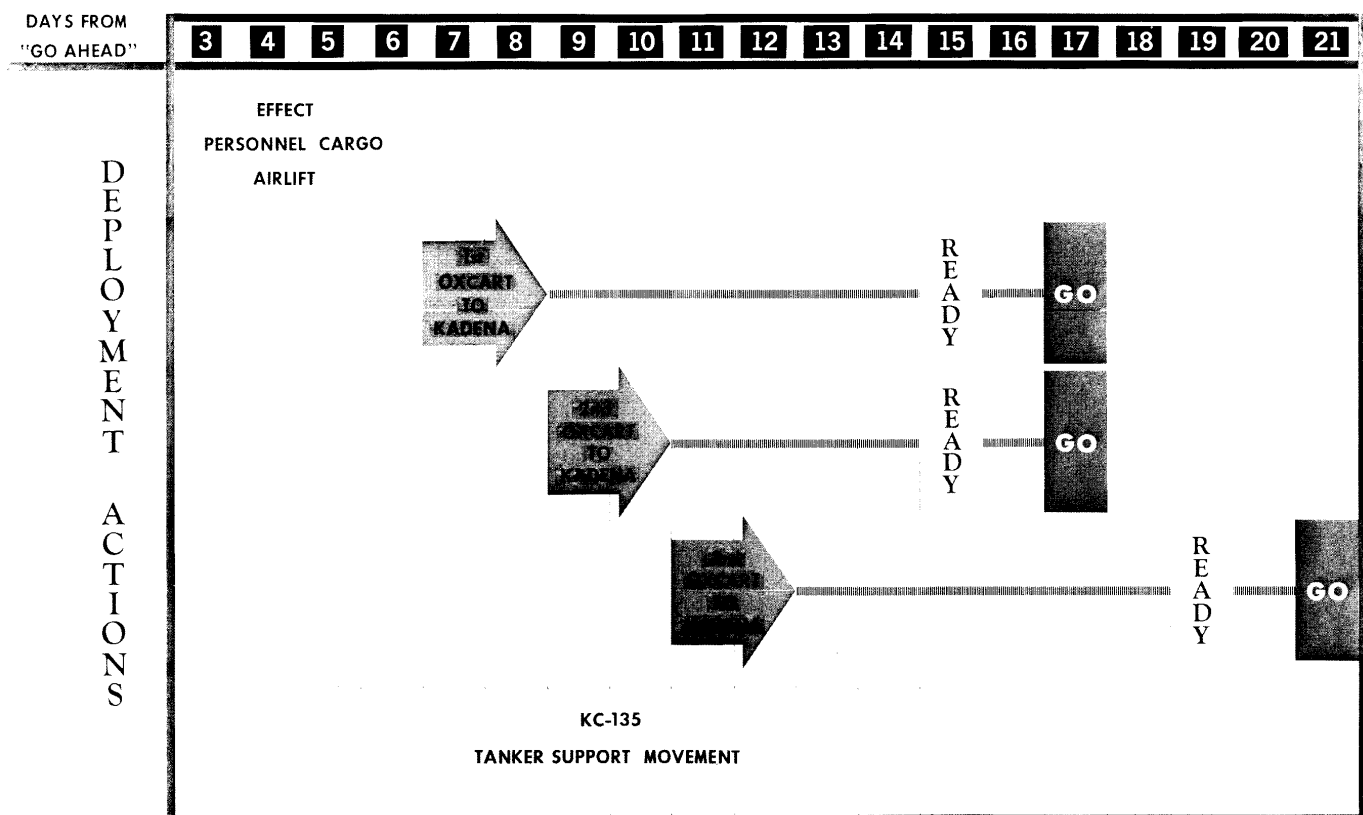 DAYS FROM
"GO AHEAD"
3 4 5 6 7 8 9 10 11 12 13 14 15 16 17 18 19 20 21
DEPLOYMENT ACTIONS
EFFECT
PERSONNEL CARGO
AIRLIFT
OXCART
TO
KADENA
READY
GO
OXCART
TO
KADENA
READY
GO
OXCART
READY
GO
KC-135
TANKER SUPPORT MOVEMENT